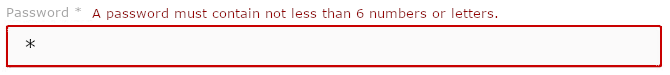 Password * A password must contain not less than 6 numbers or letters.
*